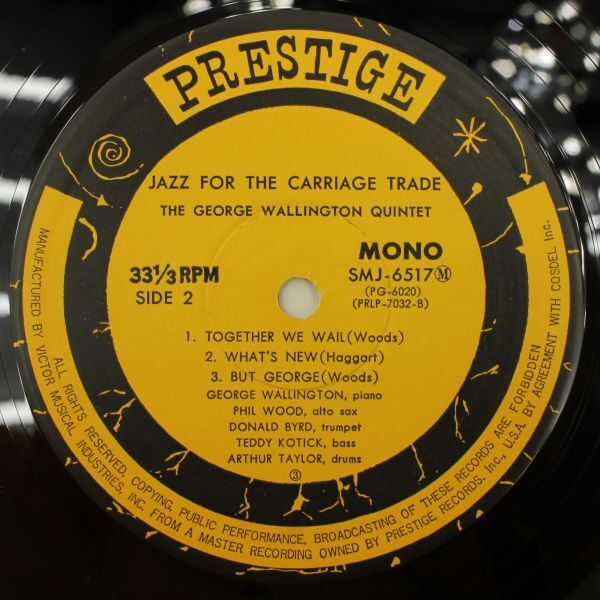 PRESTIGE
JAZZ FOR THE CARRIAGE TRADE
THE GEORGE WALLINGTON QUINTET
33⅓ RPM
SIDE 2
MONO
SMJ-6517Ⓜ
(PG-6020)
(PRLP-7032-B)
1. TOGETHER WE WAIL(Woods)
2. WHAT'S NEW(Haggart)
3. BUT GEORGE(Woods)
GEORGE WALLINGTON, piano
PHIL WOOD, alto sax
DONALD BYRD, trumpet
TEDDY KOTICK, bass
ARTHUR TAYLOR, drums
③
ALL RIGHTS RESERVED. COPYING, PUBLIC PERFORMANCE, BROADCASTING OF THESE RECORDS ARE FORBIDDEN
MANUFACTURED BY VICTOR MUSICAL INDUSTRIES, INC. FROM A MASTER RECORDING OWNED BY PRESTIGE RECORDS, Inc., U.S.A. BY AGREEMENT WITH COSDEL Inc.